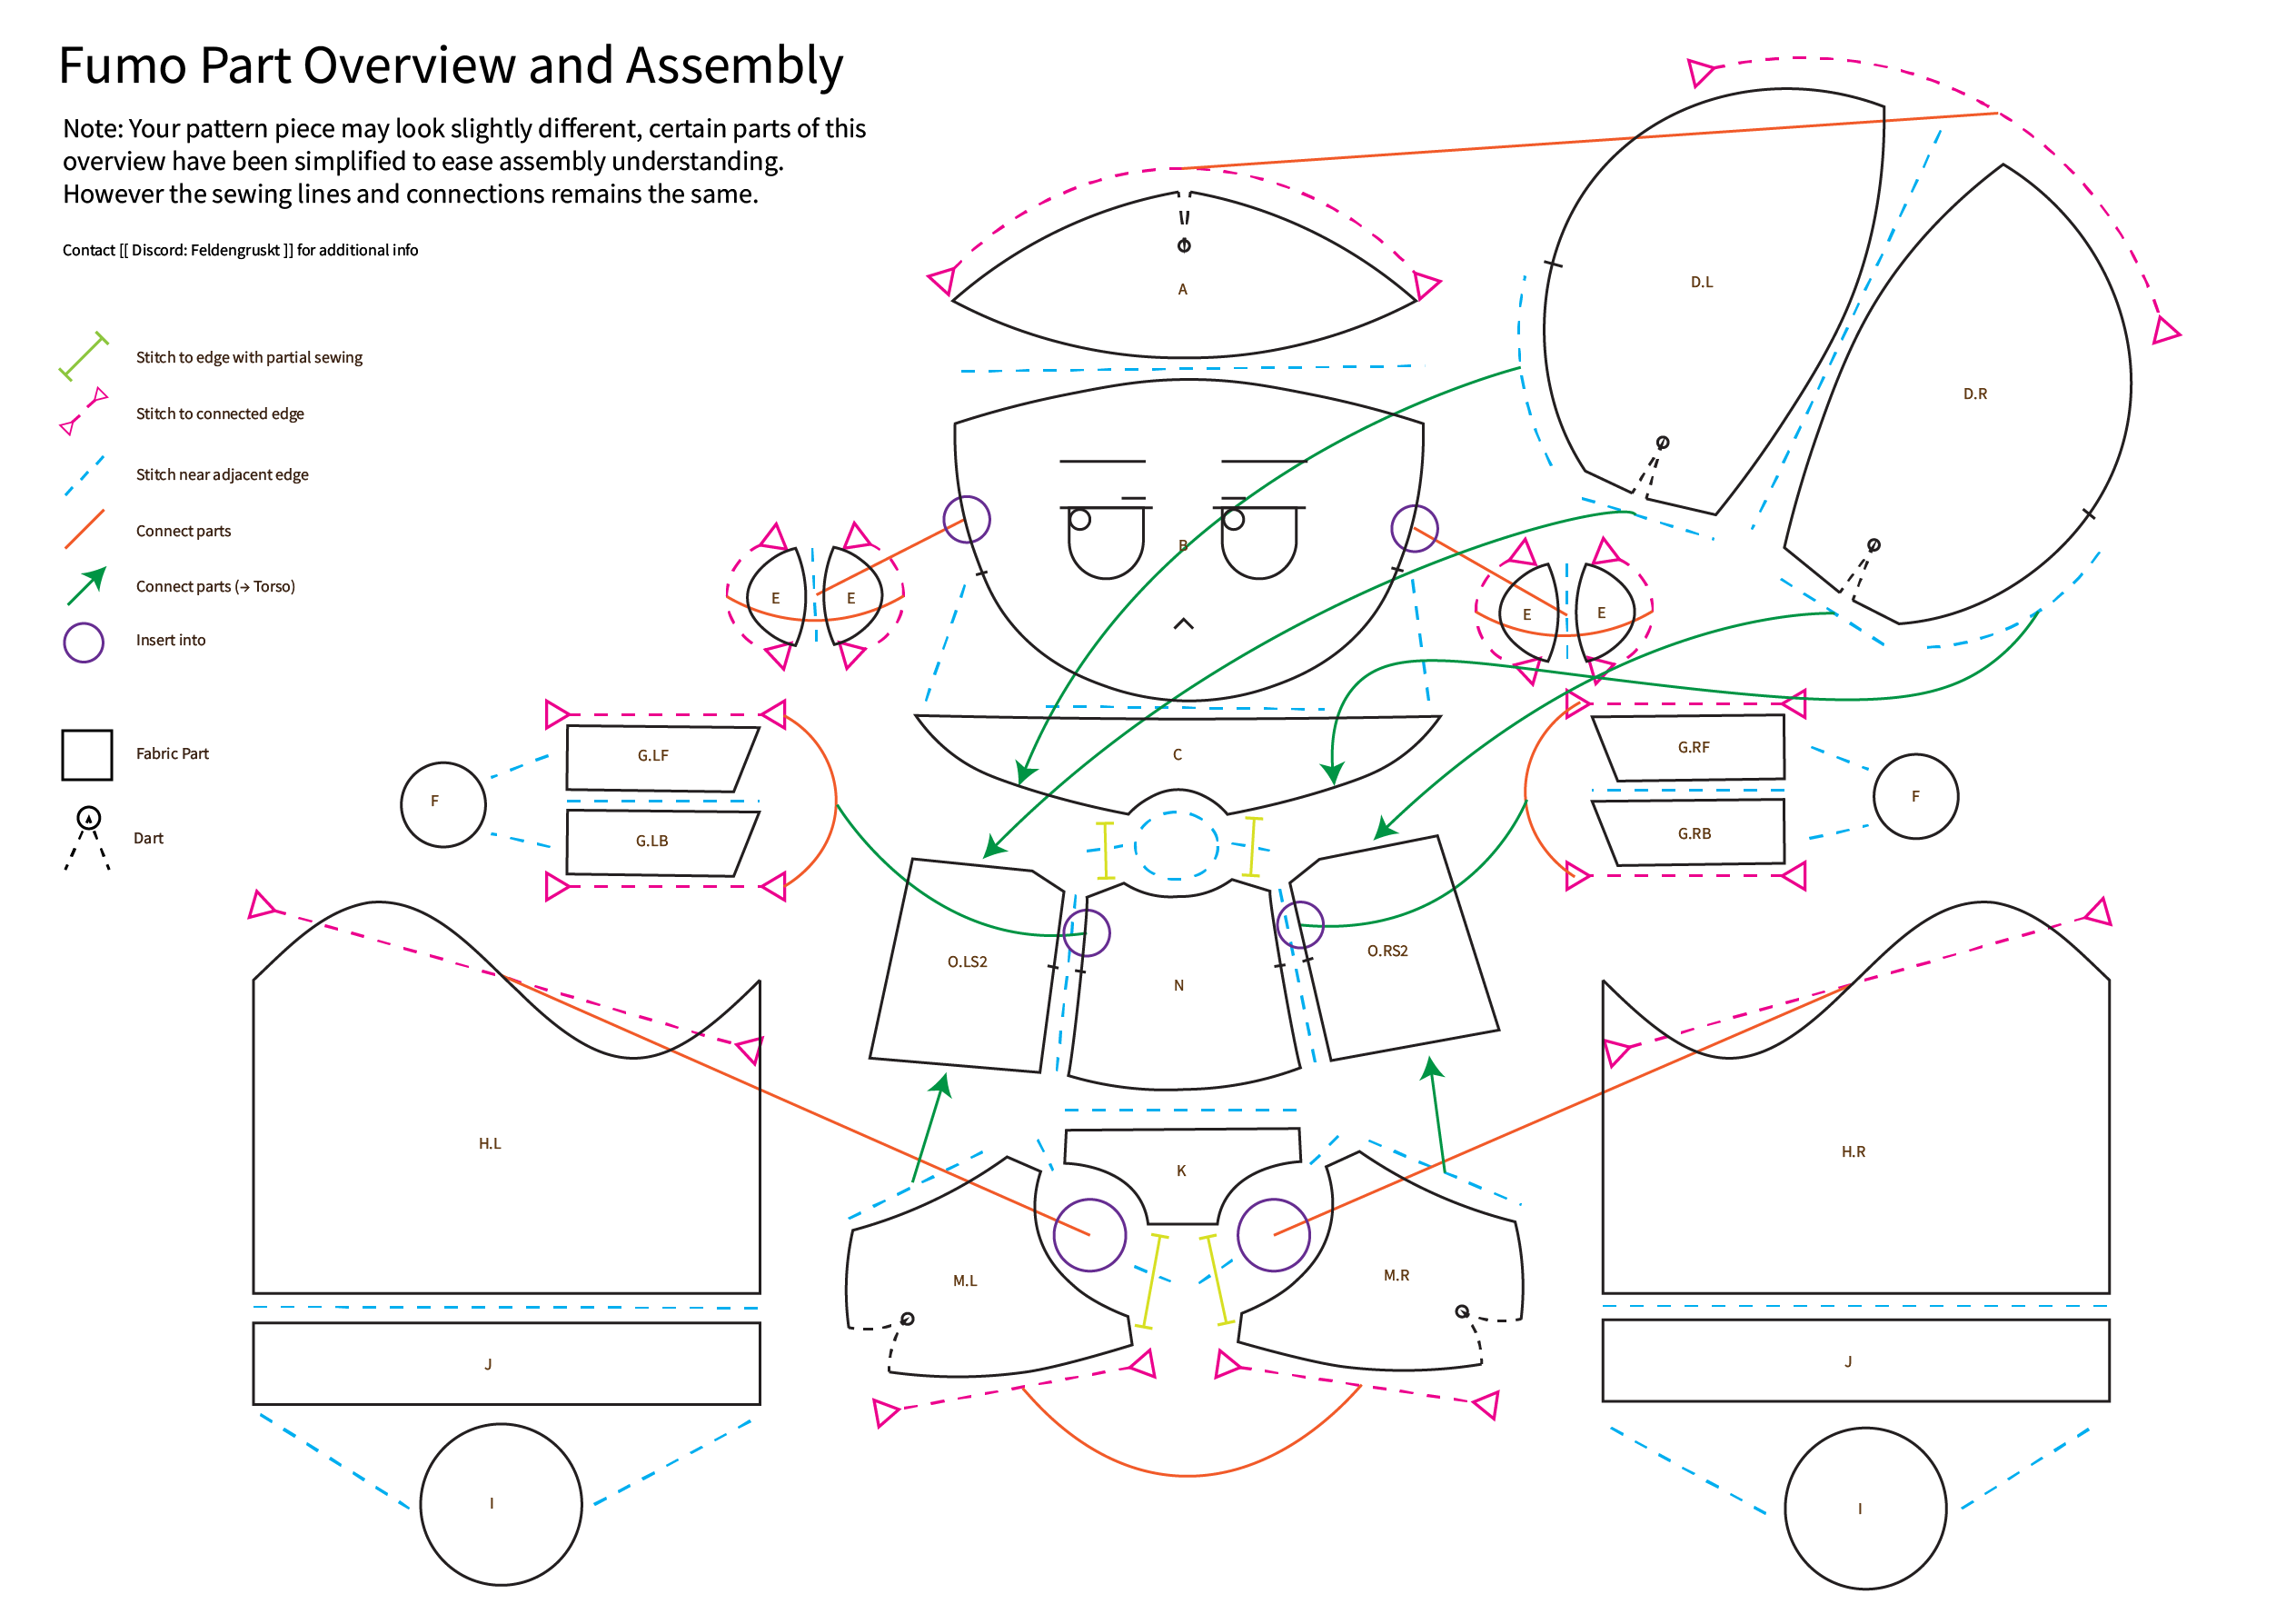 Fumo Part Overview and Assembly
Note: Your pattern piece may look slightly different, certain parts of this
overview have been simplified to ease assembly understanding.
However the sewing lines and connections remains the same.
Contact [[ Discord: Feldengruskt ]] for additional info
Stitch to edge with partial sewing
Stitch to connected edge
Stitch near adjacent edge
Connect parts
Connect parts (→ Torso)
Insert into
Fabric Part
Dart
A
D.L
D.R
B
E
E
E
E
C
G.LF
G.RF
F
F
G.LB
G.RB
O.LS2
O.RS2
N
H.L
H.R
K
M.L
M.R
J
J
I
I